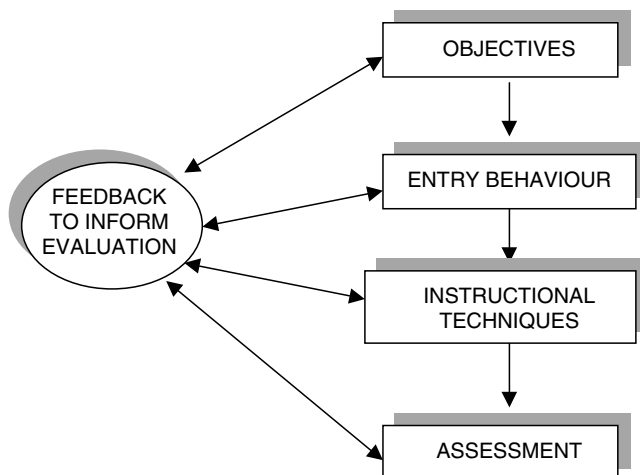 OBJECTIVES
ENTRY BEHAVIOUR
FEEDBACK
TO INFORM
EVALUATION
INSTRUCTIONAL
TECHNIQUES
ASSESSMENT